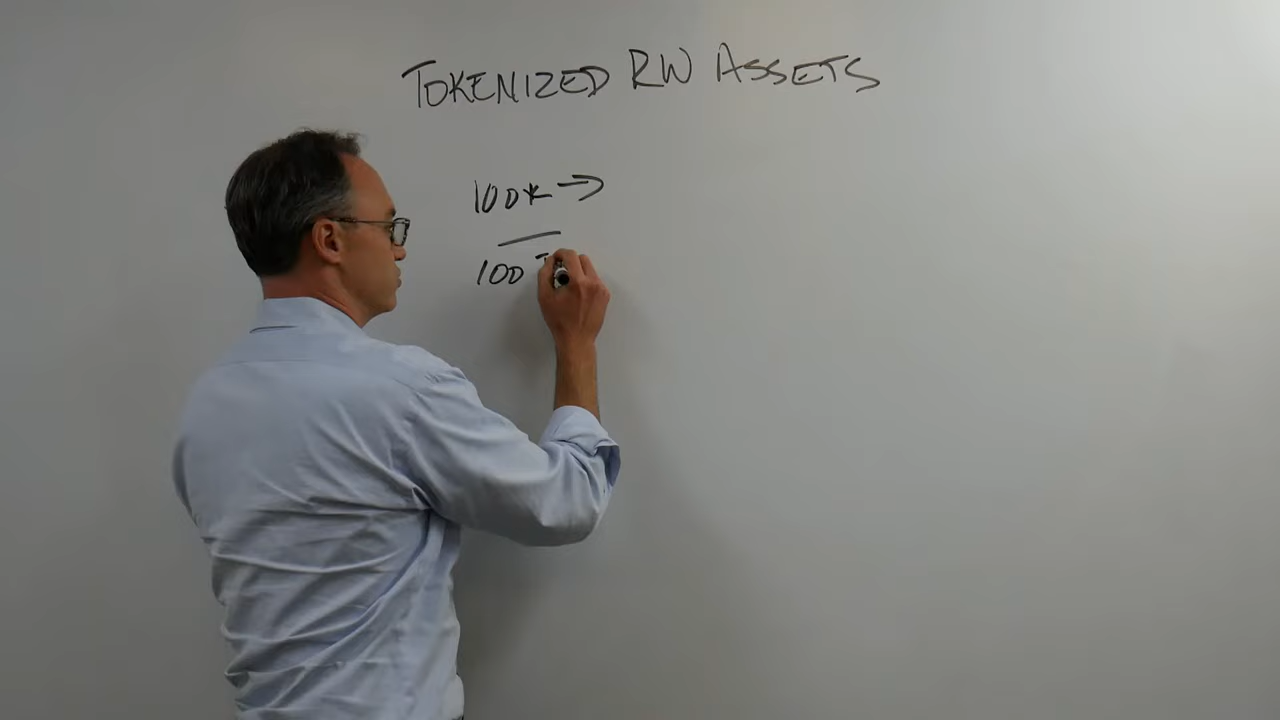 TOKENIZED RW ASSETS
100K →
100